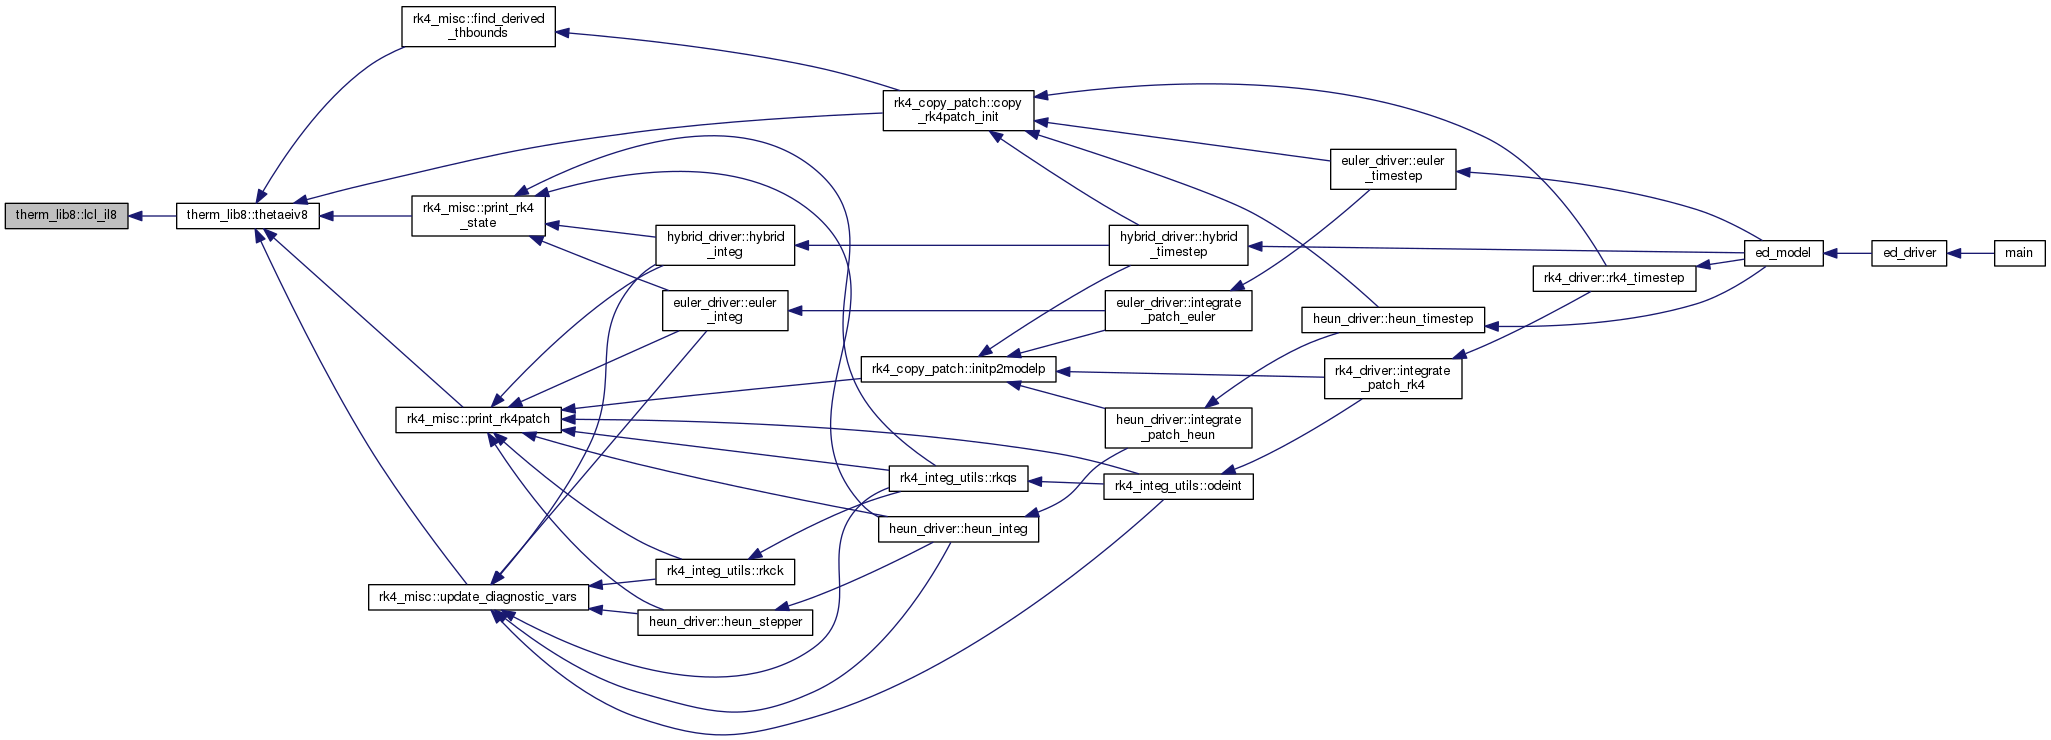 rk4_misc::find_derived
_thbounds
rk4_copy_patch::copy
_rk4patch_init
euler_driver::euler
_timestep
therm_lib8::lcl_il8
therm_lib8::thetaeiv8
rk4_misc::print_rk4
_state
hybrid_driver::hybrid
_integ
hybrid_driver::hybrid
_timestep
ed_model
ed_driver
main
rk4_driver::rk4_timestep
euler_driver::euler
_integ
euler_driver::integrate
_patch_euler
heun_driver::heun_timestep
rk4_copy_patch::initp2modelp
rk4_driver::integrate
_patch_rk4
rk4_misc::print_rk4patch
heun_driver::integrate
_patch_heun
rk4_integ_utils::rkqs
rk4_integ_utils::odeint
heun_driver::heun_integ
rk4_integ_utils::rkck
rk4_misc::update_diagnostic_vars
heun_driver::heun_stepper